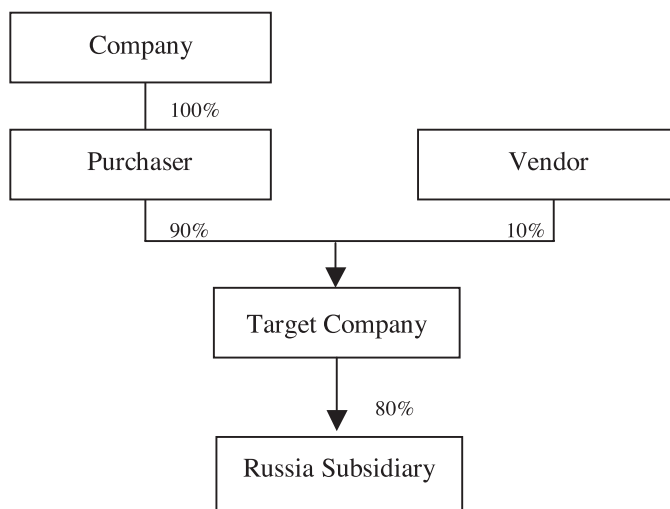 Company
100%
Purchaser
Vendor
90%
10%
Target Company
80%
Russia Subsidiary